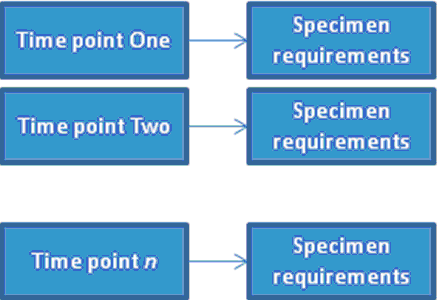 Time point One
Specimen
requirements
Time point Two
Specimen
requirements
Time point n
Specimen
requirements